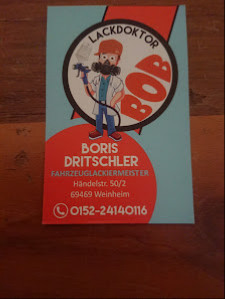 LACKDOKTOR
BOB
BORIS
DRITSCHLER
FAHRZEUGLACKIERMEISTER
Händelstr. 50/2
69469 Weinheim
0152-24140116